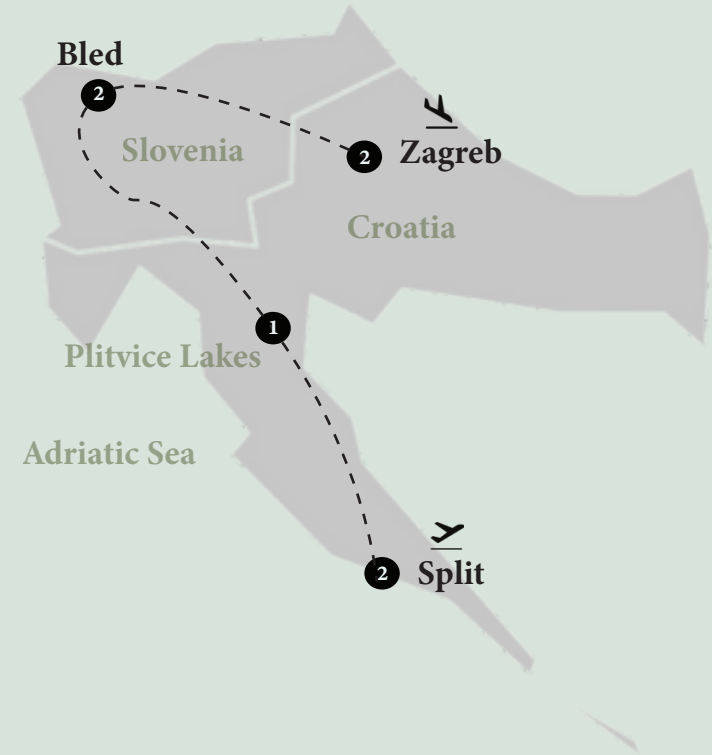 Bled
2
Slovenia
2
Zagreb
Croatia
1
Plitvice Lakes
Adriatic Sea
2
Split